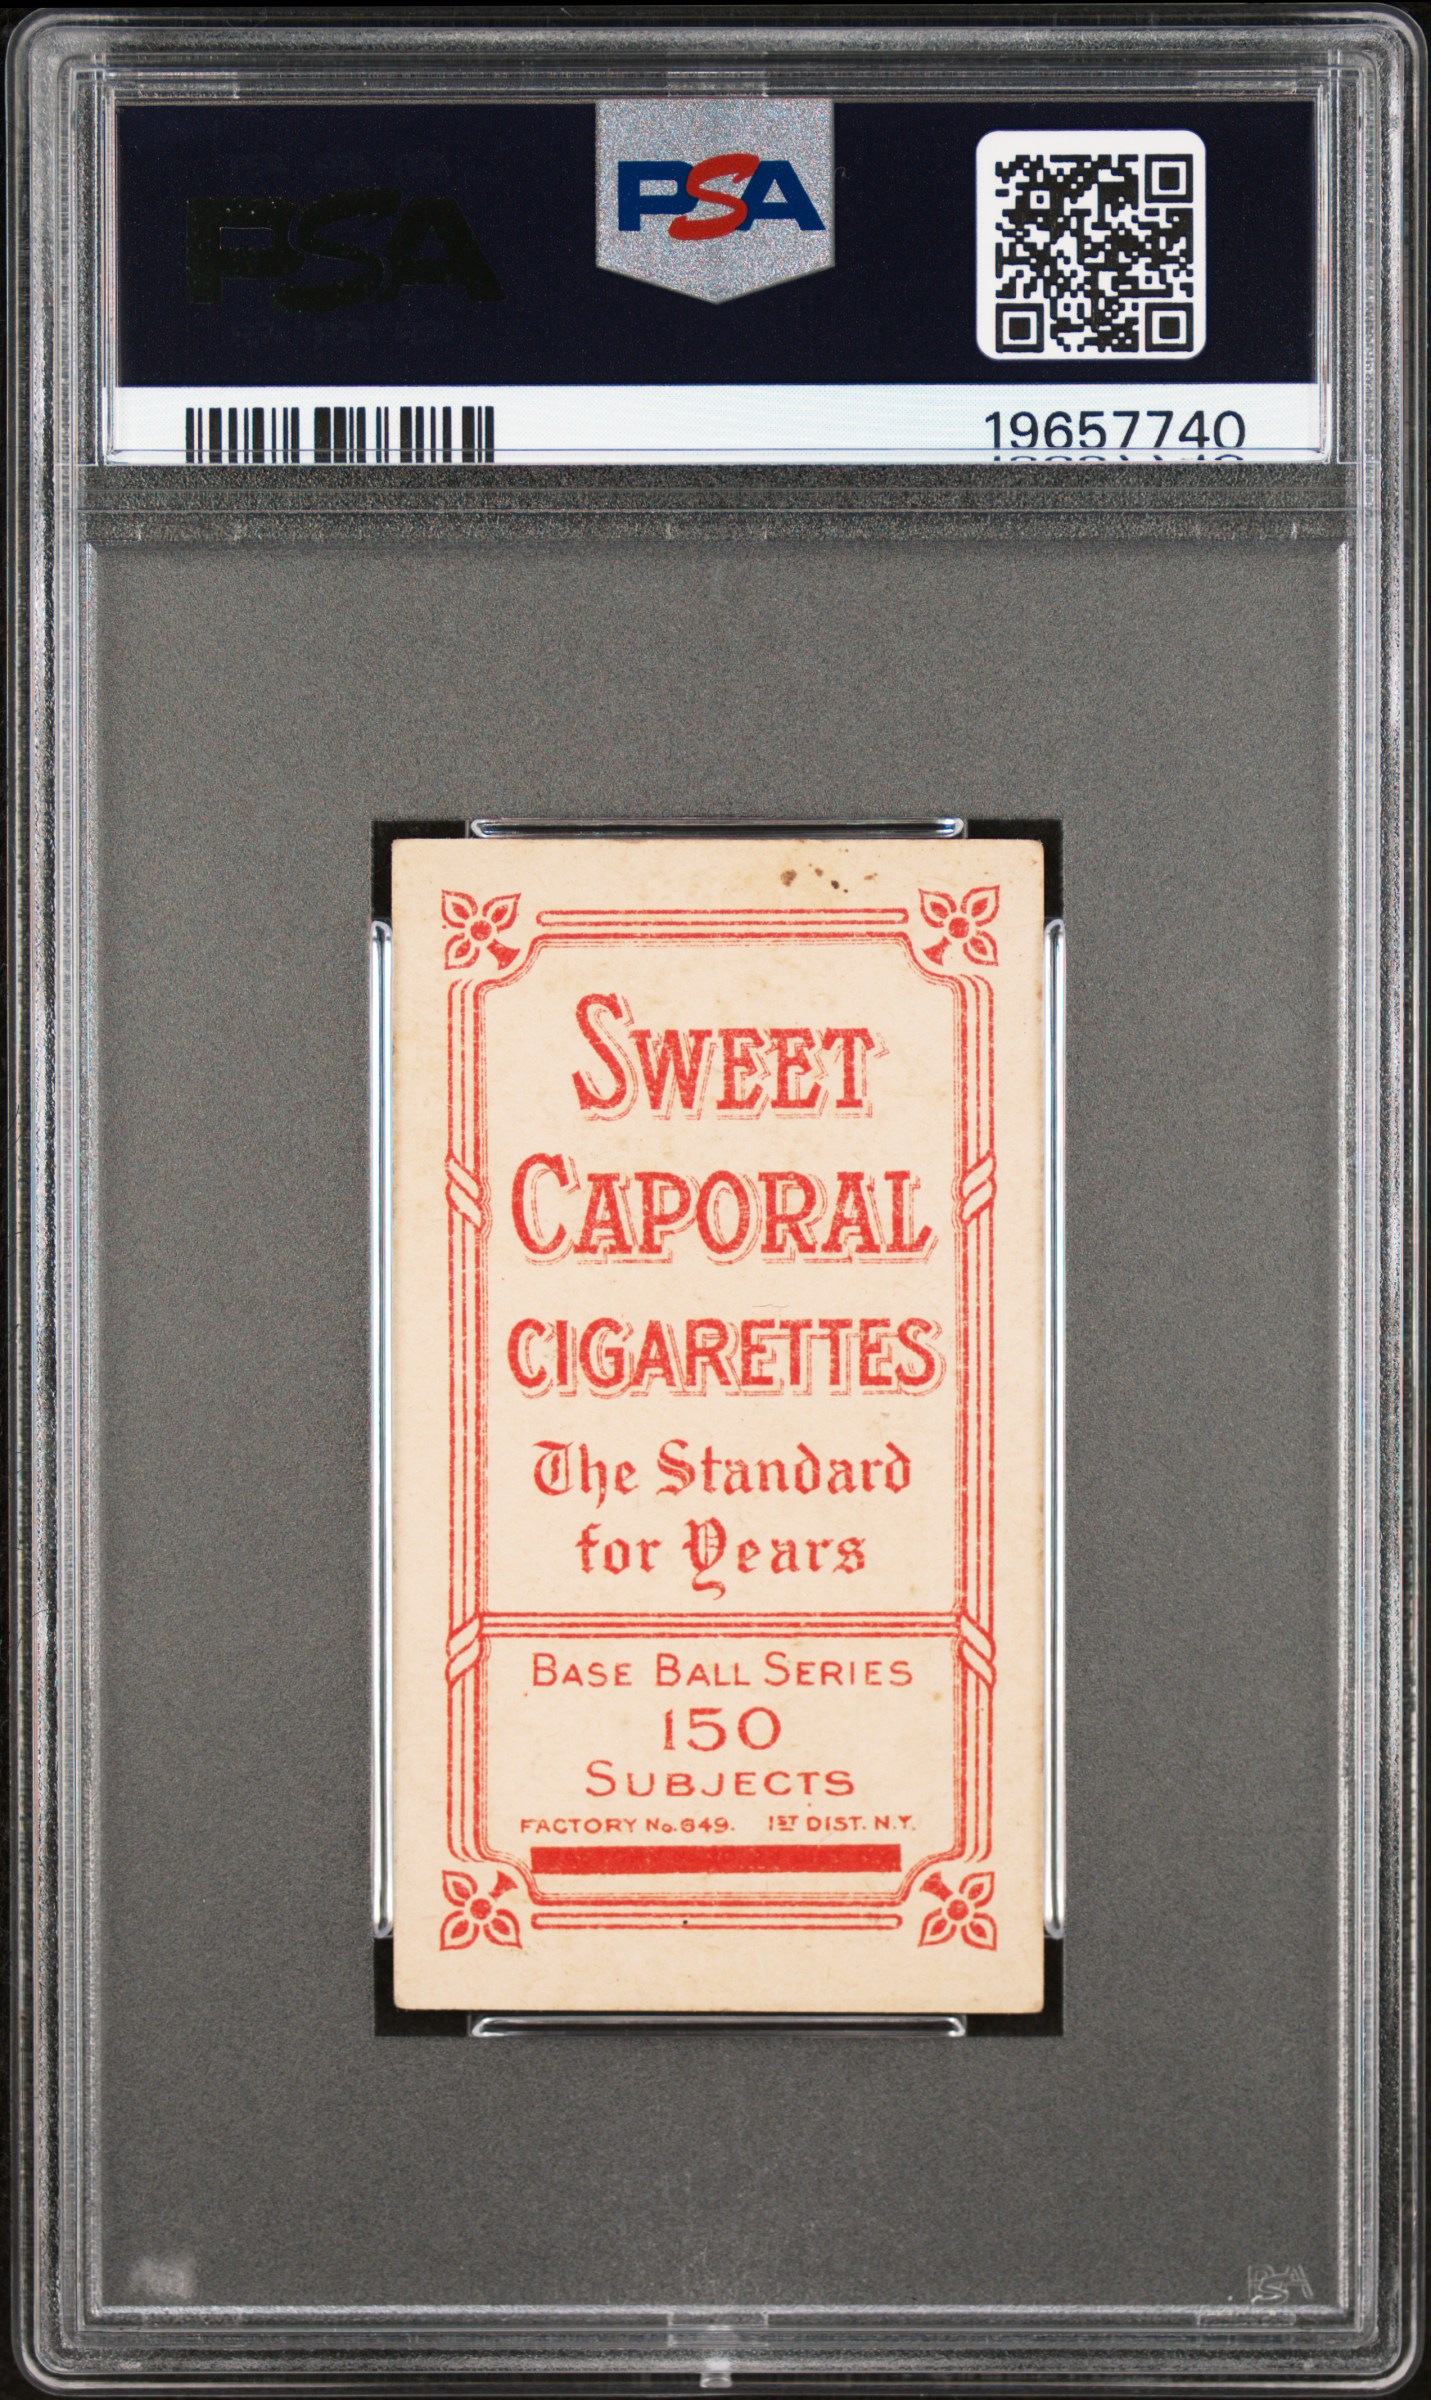 PSA
PSA
19657740
SWEET
CAPORAL
CIGARETTES
The Standard
for Years
BASE BALL SERIES
150
SUBJECTS
FACTORY No. 649. 1ST DIST. N.Y.
PSA